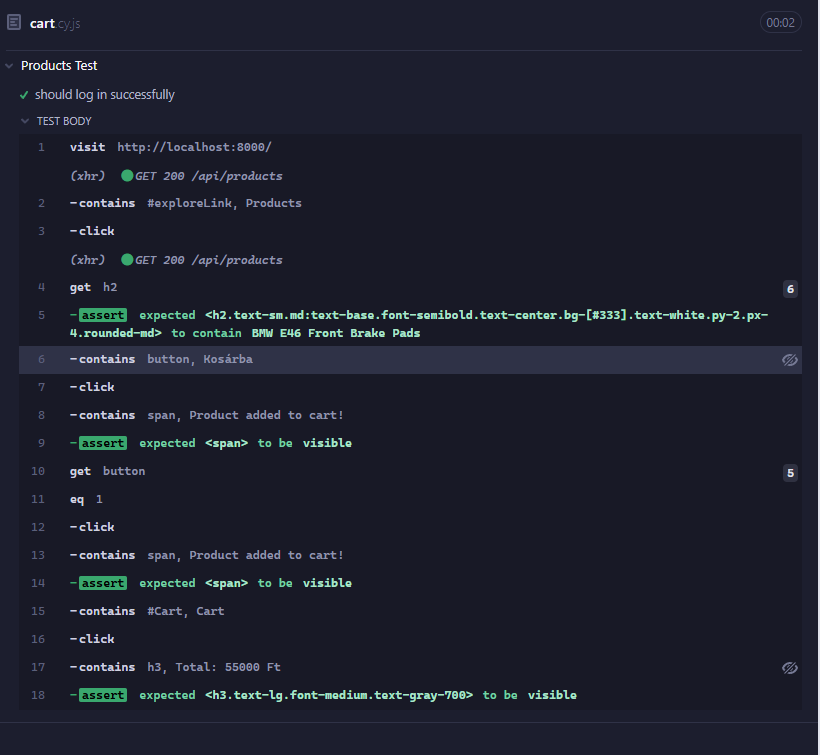 cart.cy.js 00:02
Products Test
should log in successfully
TEST BODY
1 visit http://localhost:8000/
(xhr) GET 200 /api/products
2 -contains #exploreLink, Products
3 -click
(xhr) GET 200 /api/products
4 get h2 6
5 -assert expected <h2.text-sm.md:text-base.font-semibold.text-center.bg-[#333].text-white.py-2.px-
4.rounded-md> to contain BMW E46 Front Brake Pads
6 -contains button, Kosárba
7 -click
8 -contains span, Product added to cart!
9 -assert expected <span> to be visible
10 get button 5
11 eq 1
12 -click
13 -contains span, Product added to cart!
14 -assert expected <span> to be visible
15 -contains #Cart, Cart
16 -click
17 -contains h3, Total: 55000 Ft
18 -assert expected <h3.text-lg.font-medium.text-gray-700> to be visible